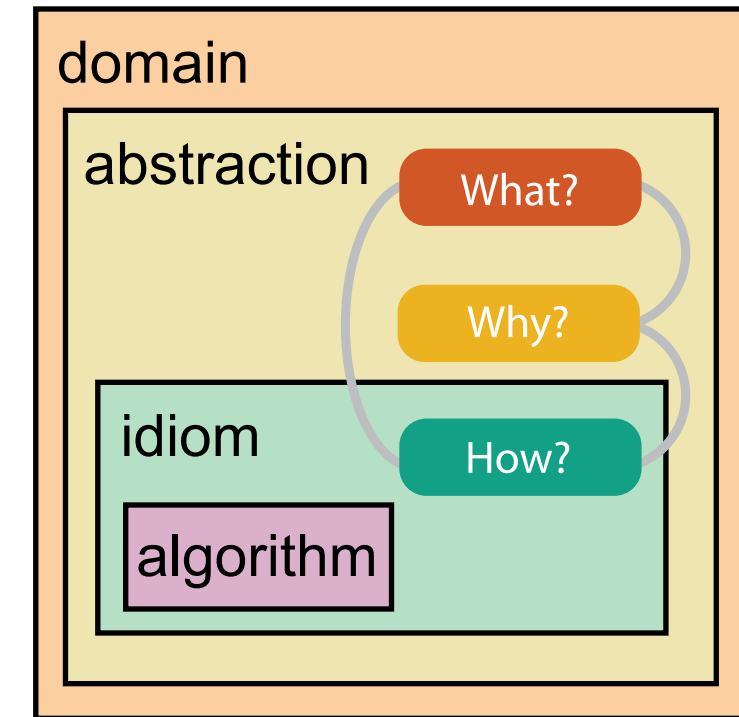 domain
abstraction
What?
Why?
idiom
How?
algorithm